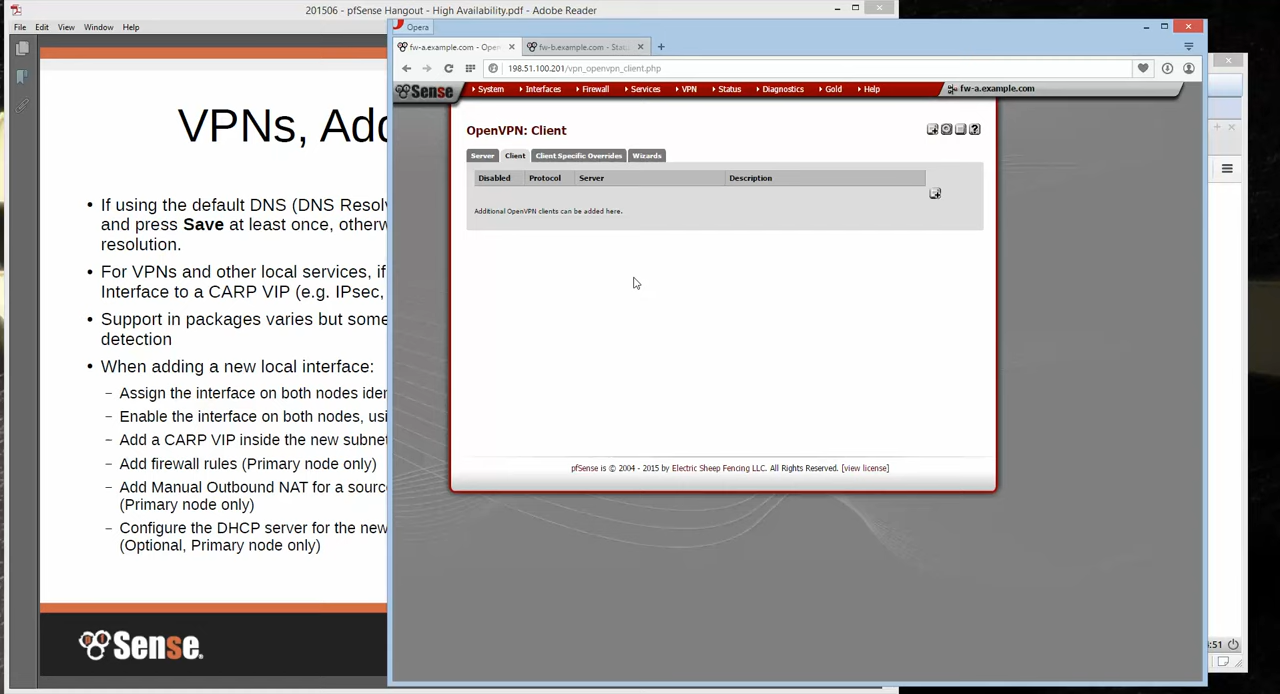 201506 - pfSense Hangout - High Availability.pdf - Adobe Reader
File Edit View Window Help
Opera
fw-a.example.com - Open
fw-b.example.com - Statu
198.51.100.201/vpn_openvpn_client.php
Sense
System Interfaces Firewall Services VPN Status Diagnostics Gold Help
fw-a.example.com
OpenVPN: Client
Server Client Client Specific Overrides Wizards
Disabled Protocol Server Description
Additional OpenVPN clients can be added here.
pfSense is © 2004 - 2015 by Electric Sheep Fencing LLC. All Rights Reserved. [view license]
VPNs, Add
• If using the default DNS (DNS Resolv
and press Save at least once, otherw
resolution.
• For VPNs and other local services, if
Interface to a CARP VIP (e.g. IPsec,
• Support in packages varies but some
detection
• When adding a new local interface:
– Assign the interface on both nodes iden
– Enable the interface on both nodes, usi
– Add a CARP VIP inside the new subnet
– Add firewall rules (Primary node only)
– Add Manual Outbound NAT for a source
(Primary node only)
– Configure the DHCP server for the new
(Optional, Primary node only)
Sense
:51